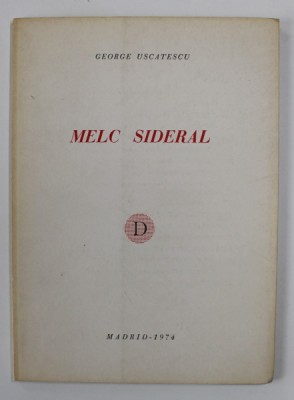 GEORGE USCATESCU
MELC SIDERAL
D
MADRID-1974